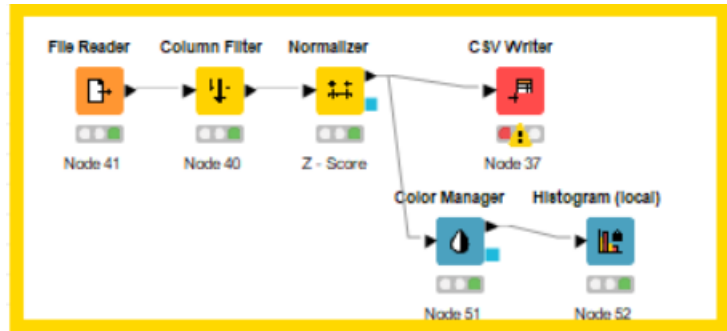 File Reader
Column Filter
Normalizer
CSV Writer
Node 41
Node 40
Z - Score
Node 37
Color Manager
Histogram (local)
Node 51
Node 52